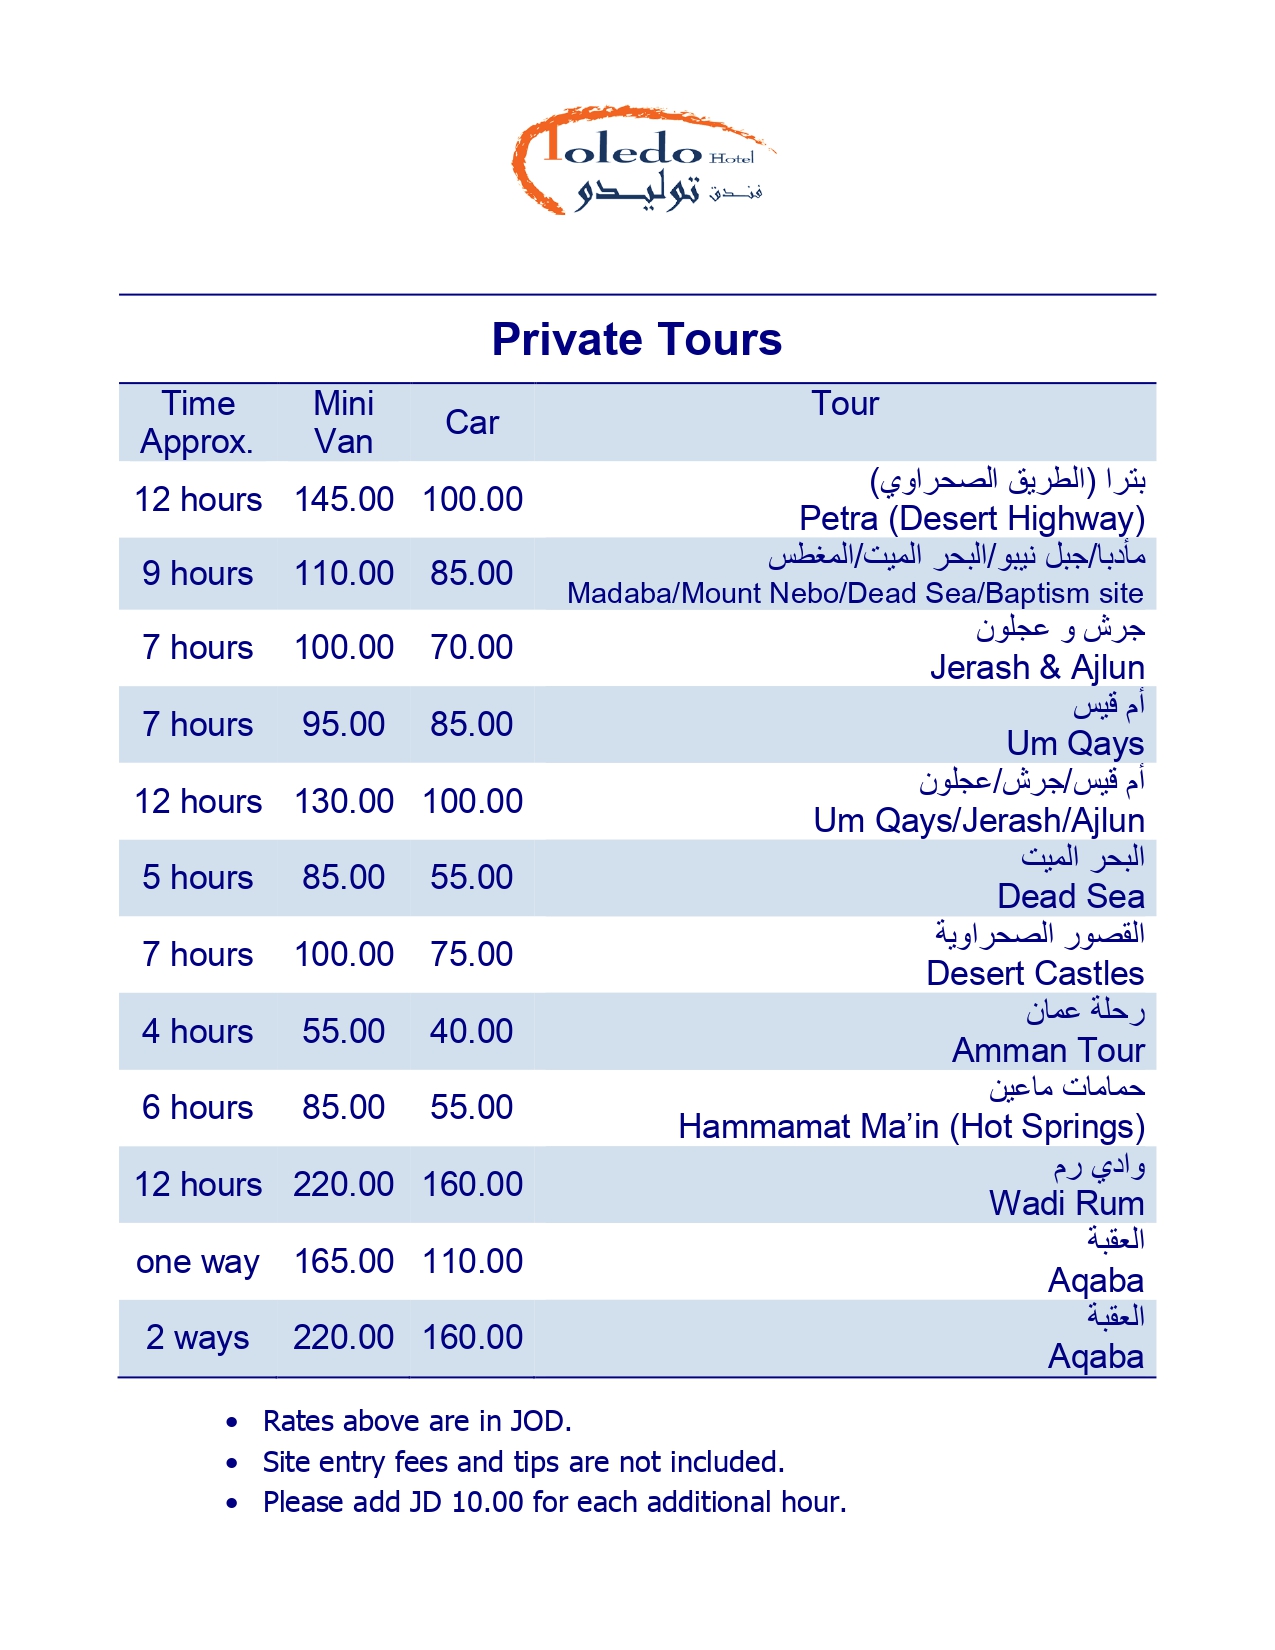 Toledo Hotel
فندق توليدو
Private Tours
Time Approx. Mini Van Car Tour
12 hours 145.00 100.00 بترا (الطريق الصحراوي)
Petra (Desert Highway)
9 hours 110.00 85.00 مأدبا/جبل نيبو/البحر الميت/المغطس
Madaba/Mount Nebo/Dead Sea/Baptism site
7 hours 100.00 70.00 جرش و عجلون
Jerash & Ajlun
7 hours 95.00 85.00 أم قيس
Um Qays
12 hours 130.00 100.00 أم قيس/جرش/عجلون
Um Qays/Jerash/Ajlun
5 hours 85.00 55.00 البحر الميت
Dead Sea
7 hours 100.00 75.00 القصور الصحراوية
Desert Castles
4 hours 55.00 40.00 رحلة عمان
Amman Tour
6 hours 85.00 55.00 حمامات ماعين
Hammamat Ma’in (Hot Springs)
12 hours 220.00 160.00 وادي رم
Wadi Rum
one way 165.00 110.00 العقبة
Aqaba
2 ways 220.00 160.00 العقبة
Aqaba
• Rates above are in JOD.
• Site entry fees and tips are not included.
• Please add JD 10.00 for each additional hour.